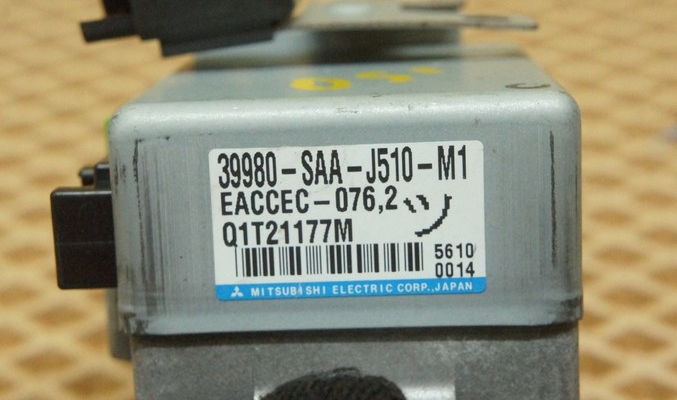 39980-SAA-J510-M1
EACCEC-076,2
Q1T21177M
5610
0014
MITSUBISHI ELECTRIC CORP.,JAPAN